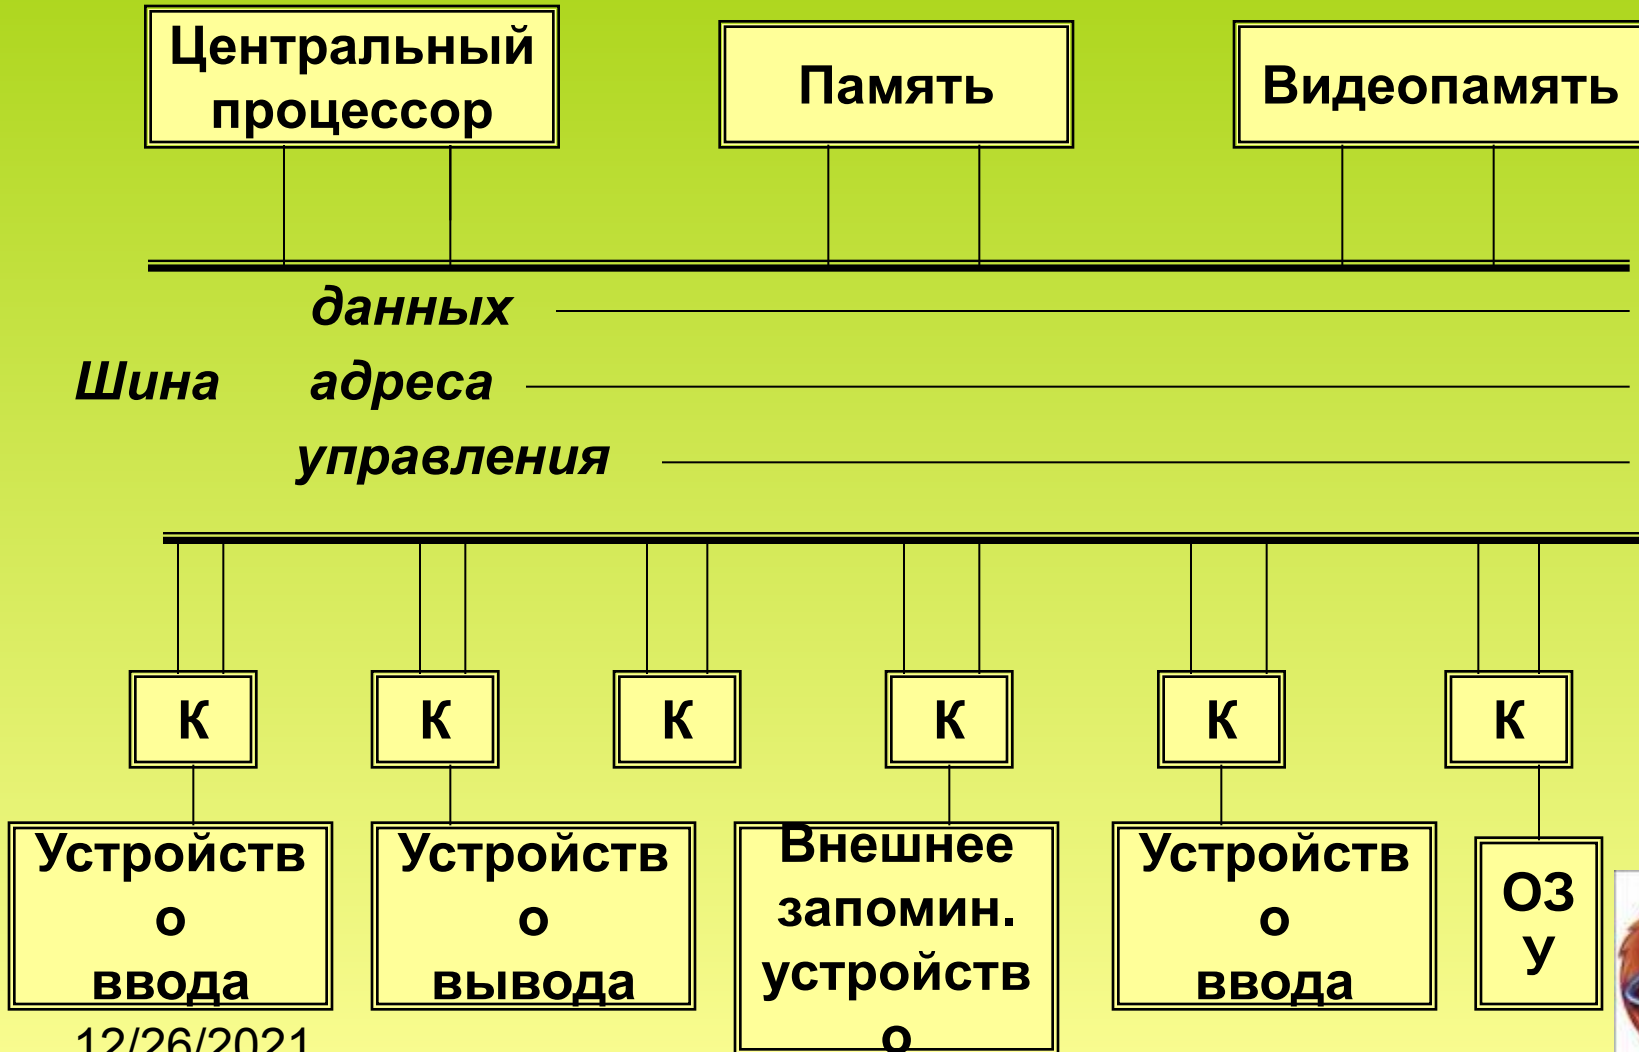 Центральный
процессор
Память
Видеопамять
данных
Шина адреса
управления
К К К К К К
Устройств
о
ввода
Устройств
о
вывода
Внешнее
запомин.
устройств
о
Устройств
о
ввода
ОЗ
У
12/26/2021